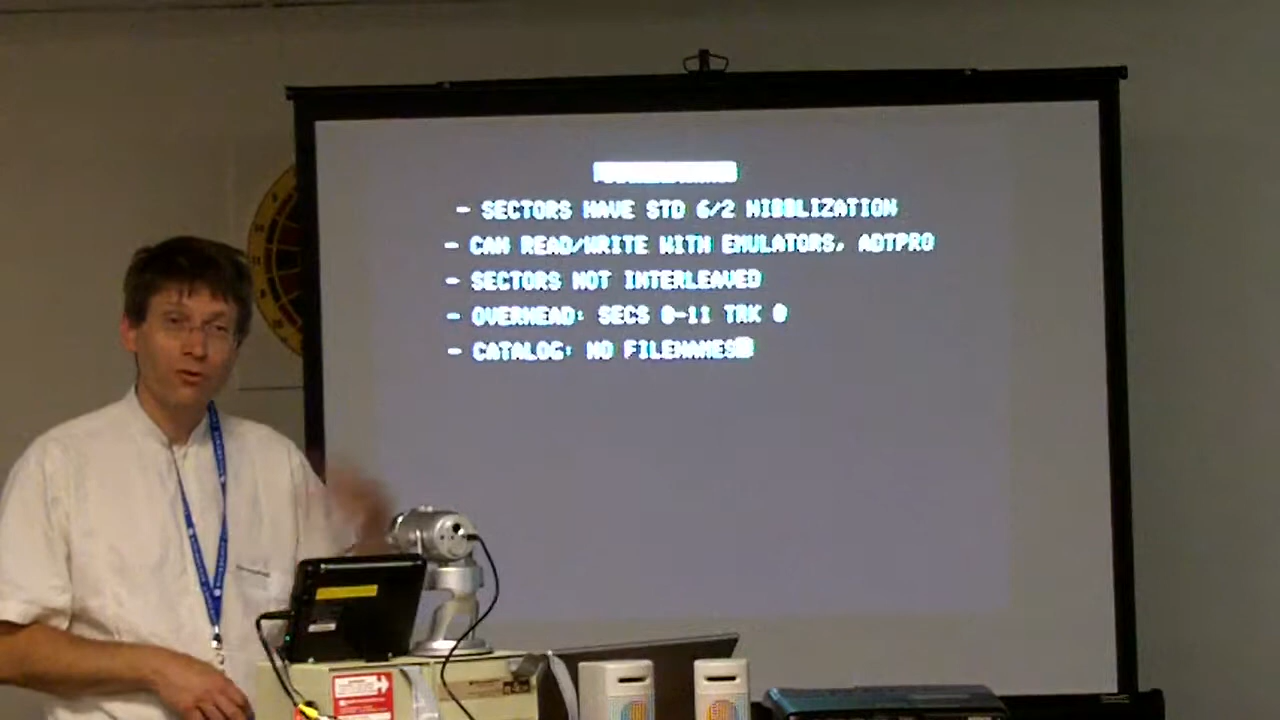 - SECTORS HAVE STD 6/2 NIBBLIZATION
- CAN READ/WRITE WITH EMULATORS, ADTPRO
- SECTORS NOT INTERLEAVED
- OVERHEAD: SECS 0-11 TRK 0
- CATALOG: NO FILENAMES